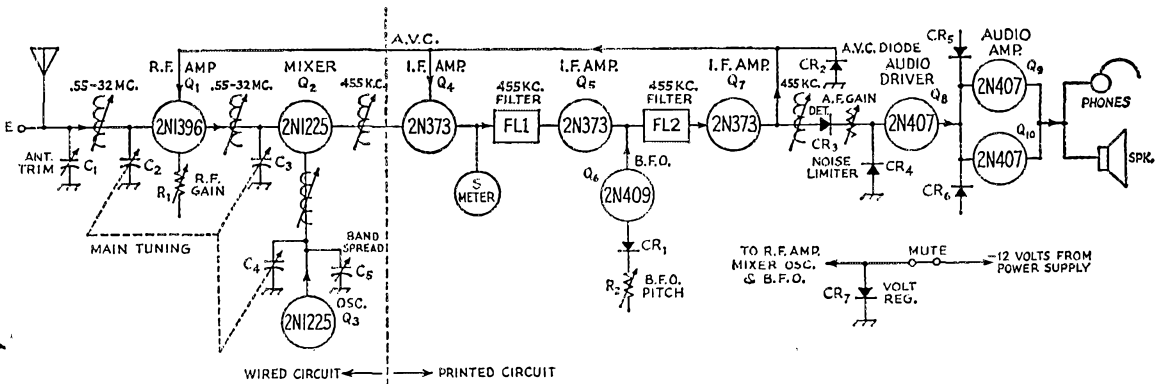 A.V.C.
R.F. AMP
Q1
.55-32 MC.
.55-32 MC.
MIXER
Q2
455 KC.
I.F. AMP.
Q4
455KC. FILTER
I.F. AMP.
Q5
455KC. FILTER
I.F. AMP.
Q7
455 KC.
CR2
A.V.C. DIODE
AUDIO DRIVER
Q8
CR5
AUDIO AMP.
Q9
2N407
PHONES
E
2N1396
2N1225
2N373
FL1
2N373
FL2
2N373
DET.
CR3
A.F. GAIN
2N407
Q10
2N407
SPK.
ANT. TRIM
C1
C2
R1
R.F. GAIN
C3
S METER
B.F.O.
Q6
2N409
NOISE LIMITER
CR4
CR6
MAIN TUNING
C4
BAND SPREAD
C5
OSC.
Q3
2N1225
CR1
R2
B.F.O. PITCH
TO R.F. AMP.
MIXER OSC.
& B.F.O.
MUTE
-12 VOLTS FROM
POWER SUPPLY
CR7
VOLT REG.
WIRED CIRCUIT
PRINTED CIRCUIT